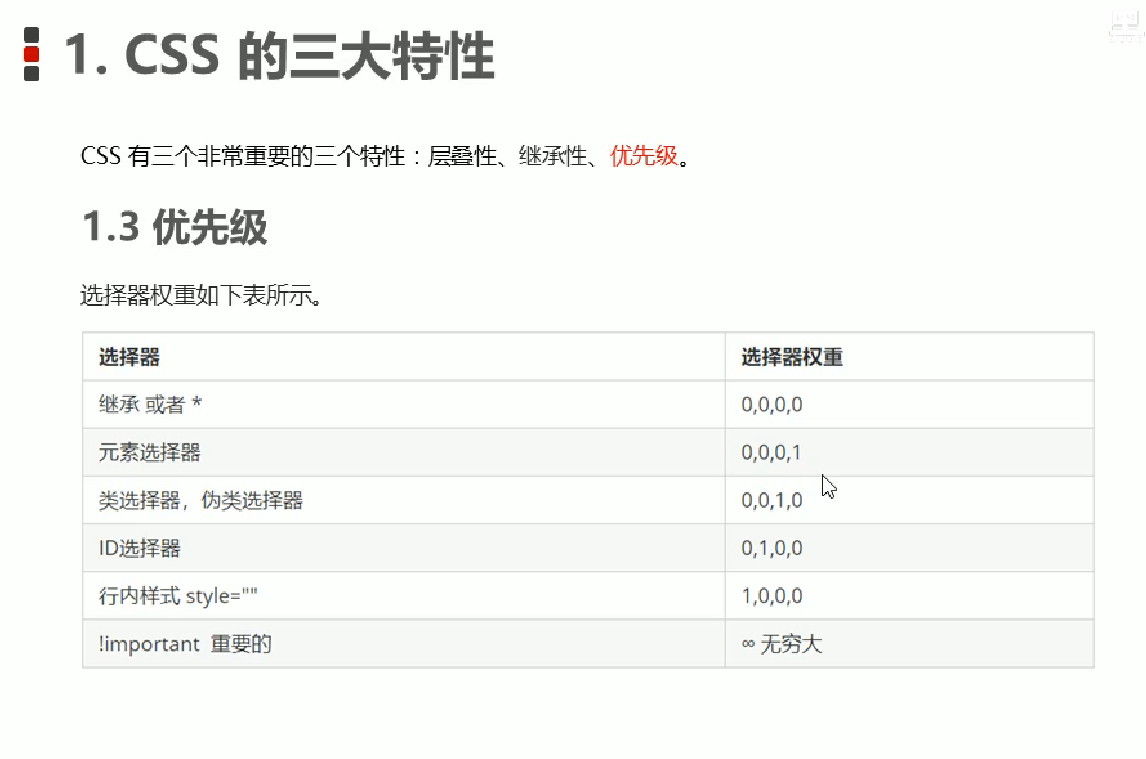 1. CSS 的三大特性
CSS 有三个非常重要的三个特性：层叠性、继承性、优先级。
1.3 优先级
选择器权重如下表所示。
选择器 选择器权重
继承 或者 * 0,0,0,0
元素选择器 0,0,0,1
类选择器，伪类选择器 0,0,1,0
ID选择器 0,1,0,0
行内样式 style="" 1,0,0,0
!important 重要的 ∞ 无穷大